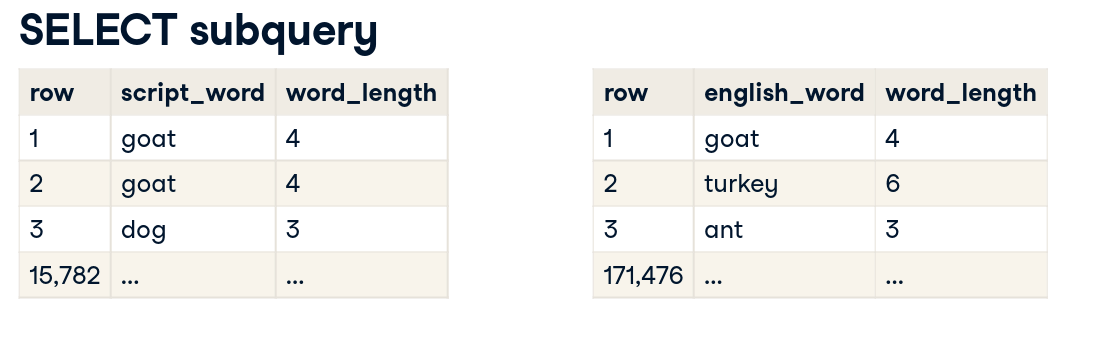 SELECT subquery
row script_word word_length
1 goat 4
2 goat 4
3 dog 3
15,782 ... ...
row english_word word_length
1 goat 4
2 turkey 6
3 ant 3
171,476 ... ...